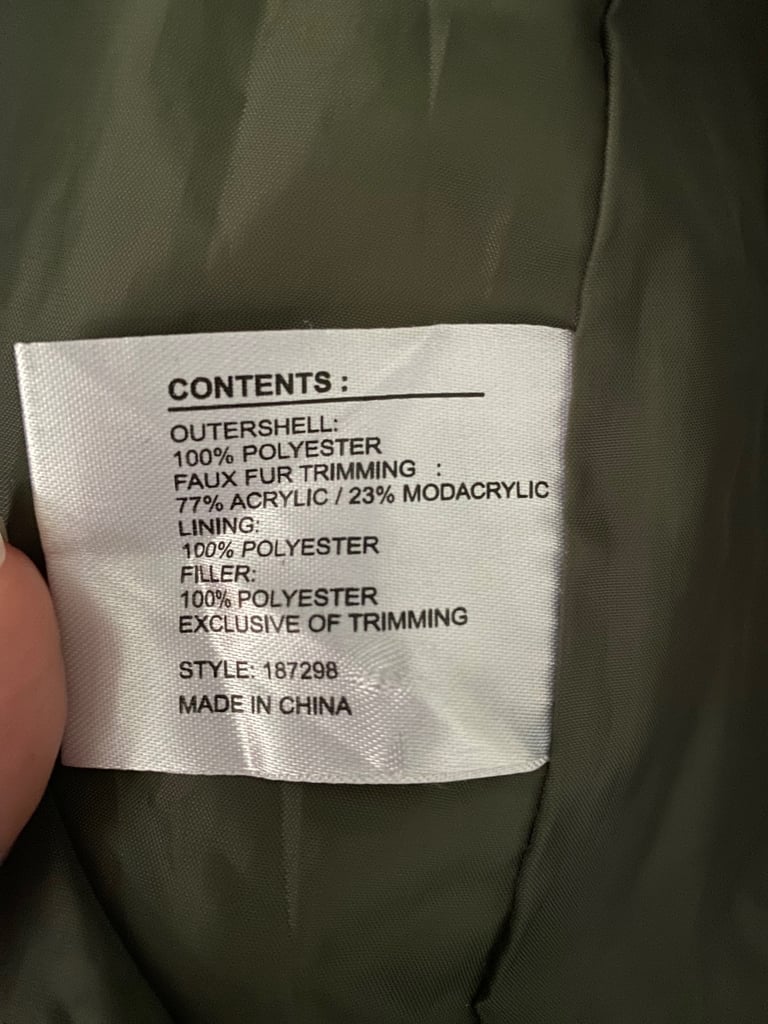 CONTENTS :
OUTERSHELL:
100% POLYESTER
FAUX FUR TRIMMING :
77% ACRYLIC / 23% MODACRYLIC
LINING:
100% POLYESTER
FILLER:
100% POLYESTER
EXCLUSIVE OF TRIMMING
STYLE: 187298
MADE IN CHINA